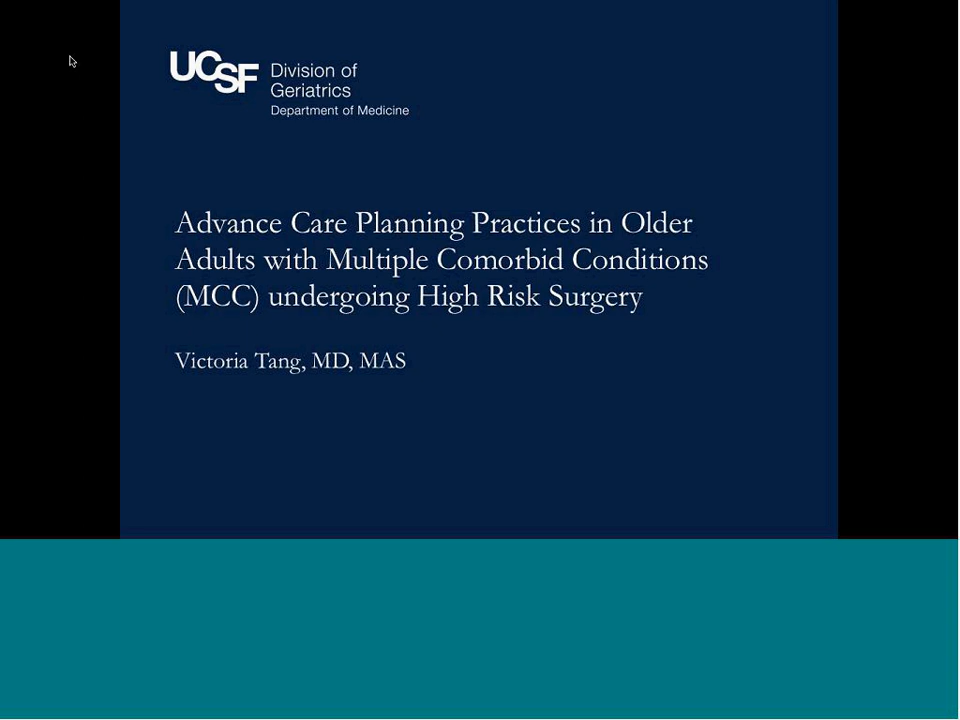 UCSF
Division of
Geriatrics
Department of Medicine
Advance Care Planning Practices in Older
Adults with Multiple Comorbid Conditions
(MCC) undergoing High Risk Surgery
Victoria Tang, MD, MAS